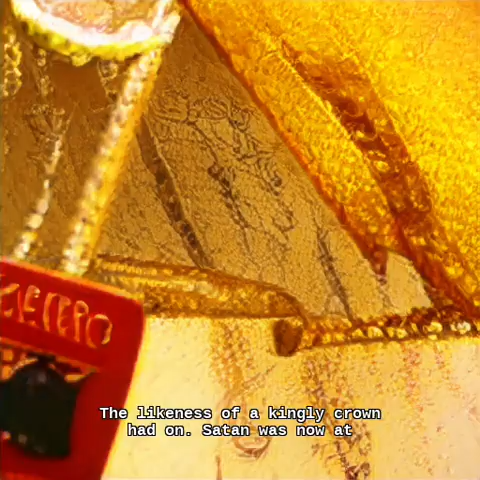 The likeness of a kingly crown
had on. Satan was now at